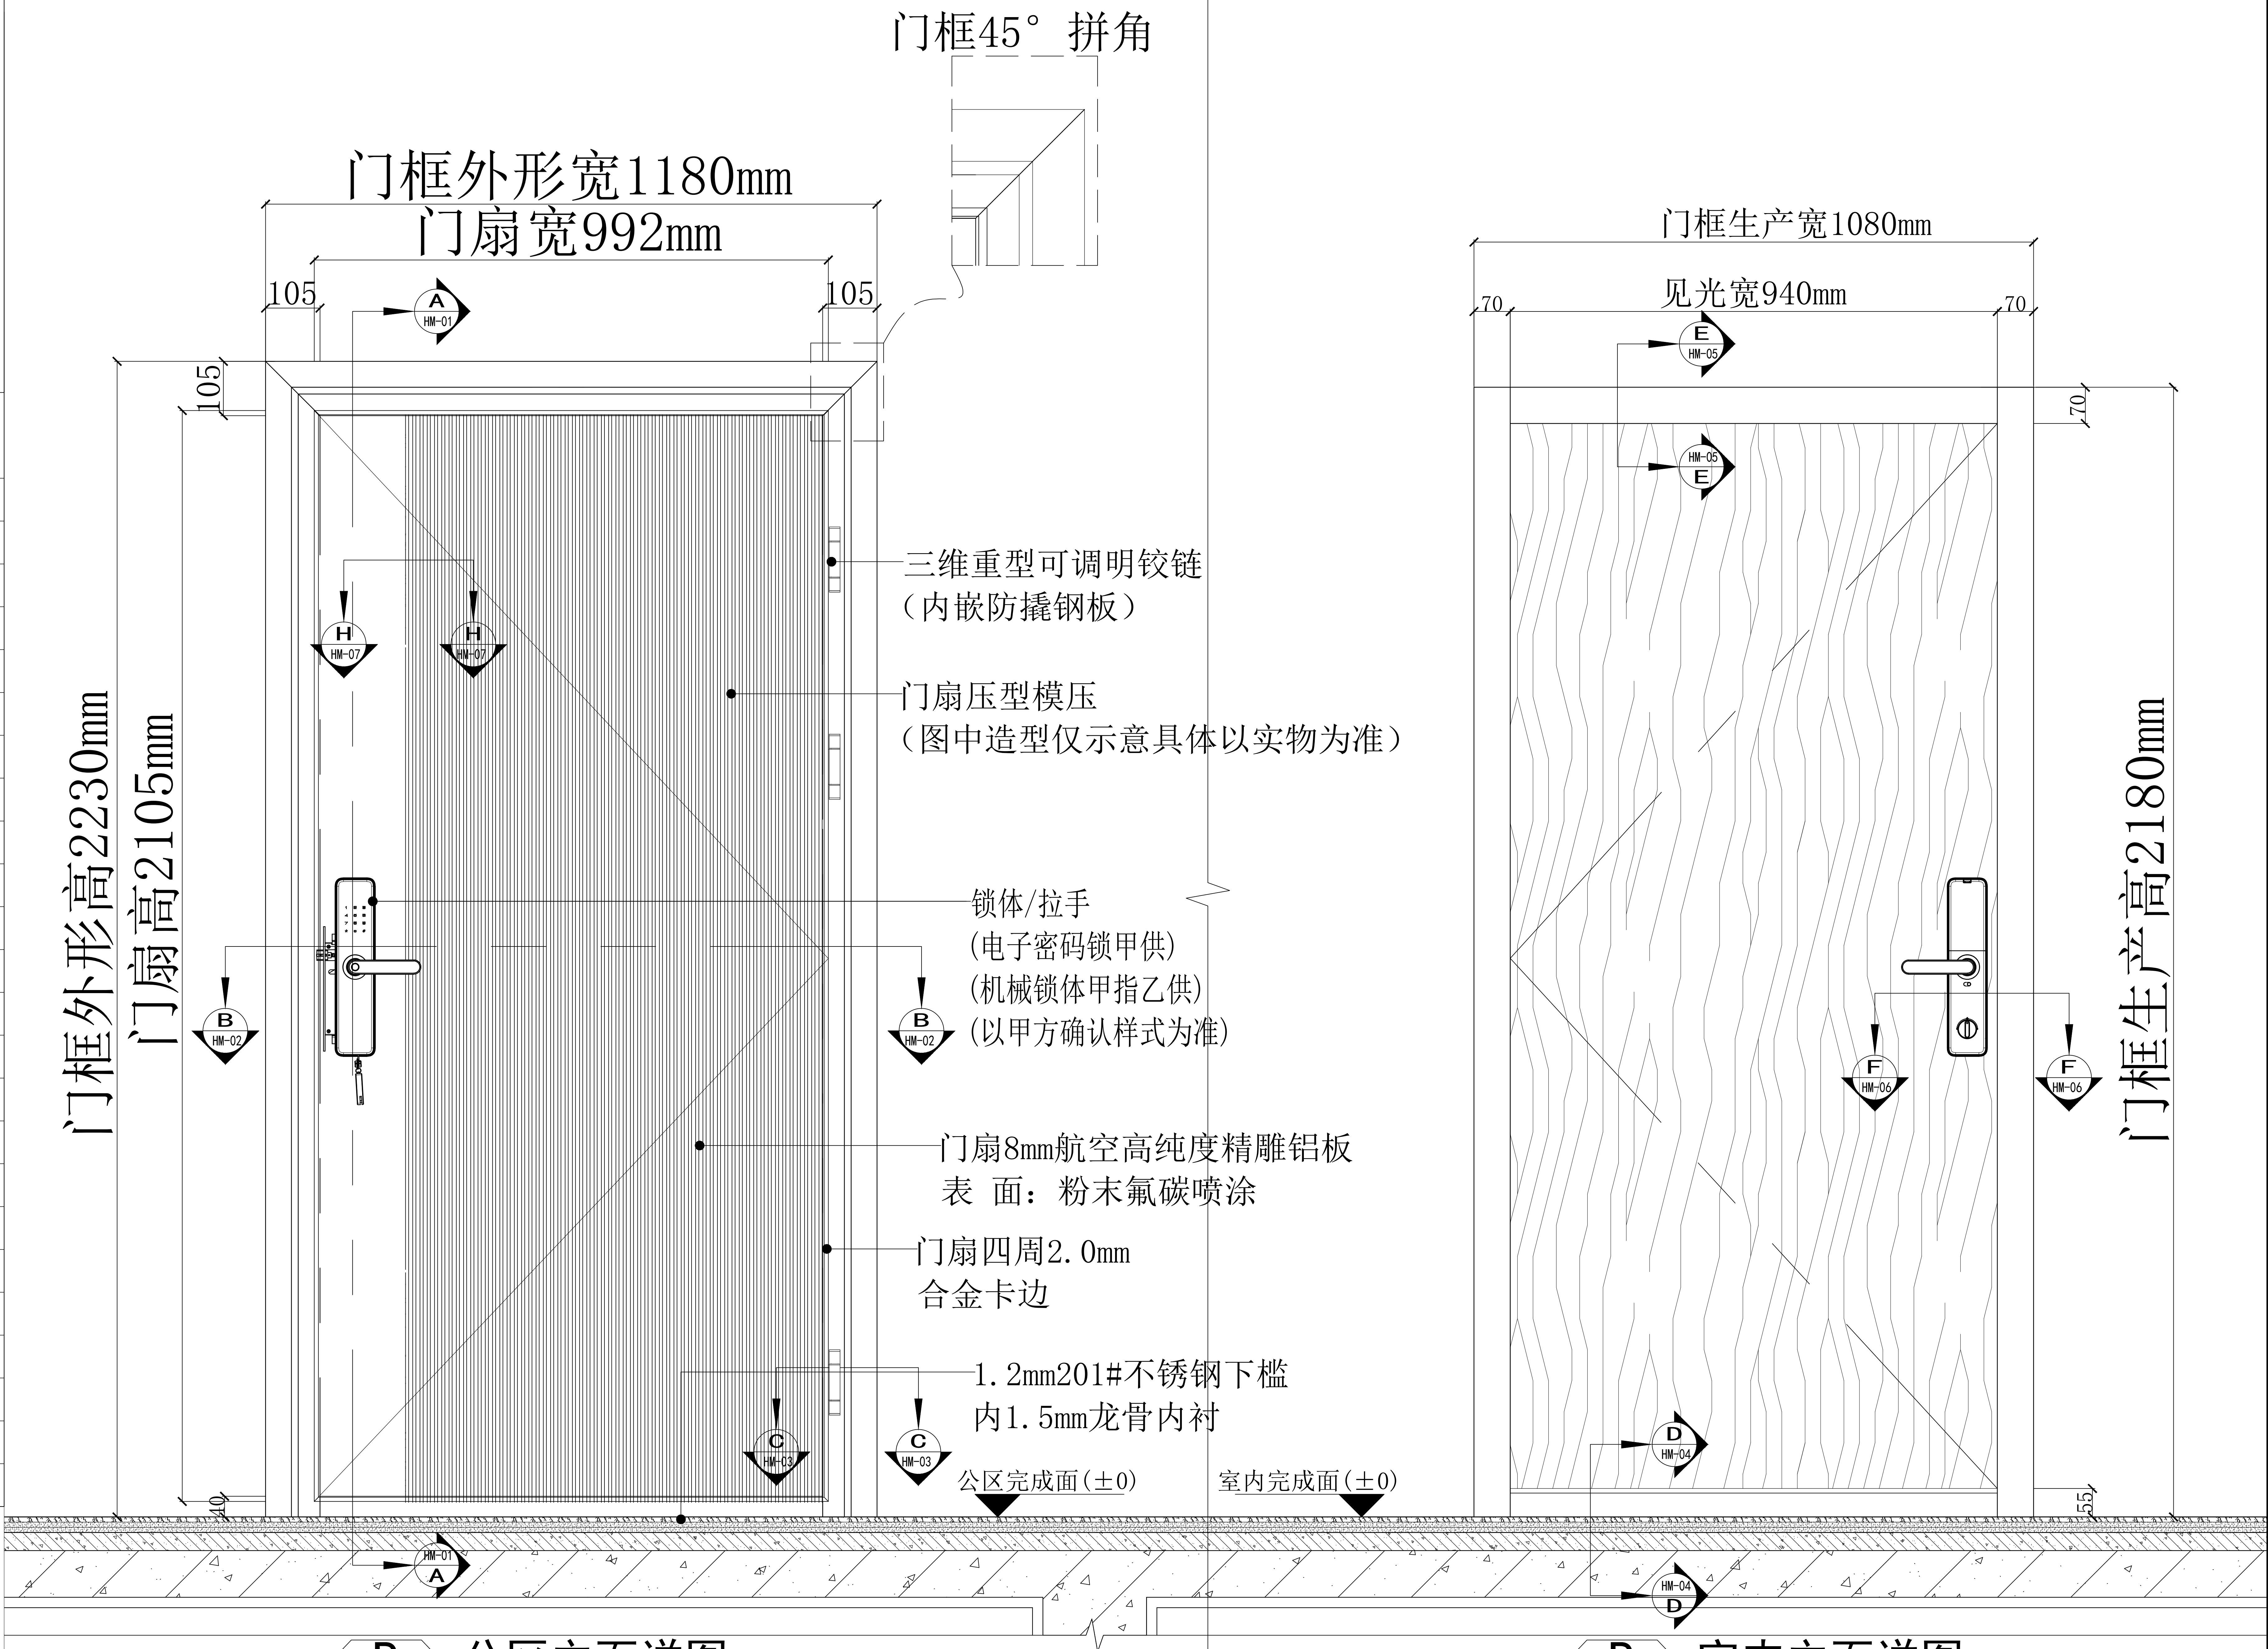 门框45°拼角
门框外形宽1180mm
门扇宽992mm
105
105
A
HM-01
105
门框外形高2230mm
门扇高2105mm
H
HM-07
H
HM-07
三维重型可调明铰链
（内嵌防撬钢板）
门扇压型模压
（图中造型仅示意具体以实物为准）
锁体/拉手
(电子密码锁甲供)
(机械锁体甲指乙供)
(以甲方确认样式为准)
B
HM-02
B
HM-02
门扇8mm航空高纯度精雕铝板
表 面：粉末氟碳喷涂
门扇四周2.0mm
合金卡边
1.2mm201#不锈钢下槛
内1.5mm龙骨内衬
C
HM-03
C
HM-03
公区完成面(±0)
室内完成面(±0)
40
HM-01
A
门框生产宽1080mm
见光宽940mm
70
70
E
HM-05
HM-05
E
70
门框生产高2180mm
F
HM-06
F
HM-06
D
HM-04
55
HM-04
D